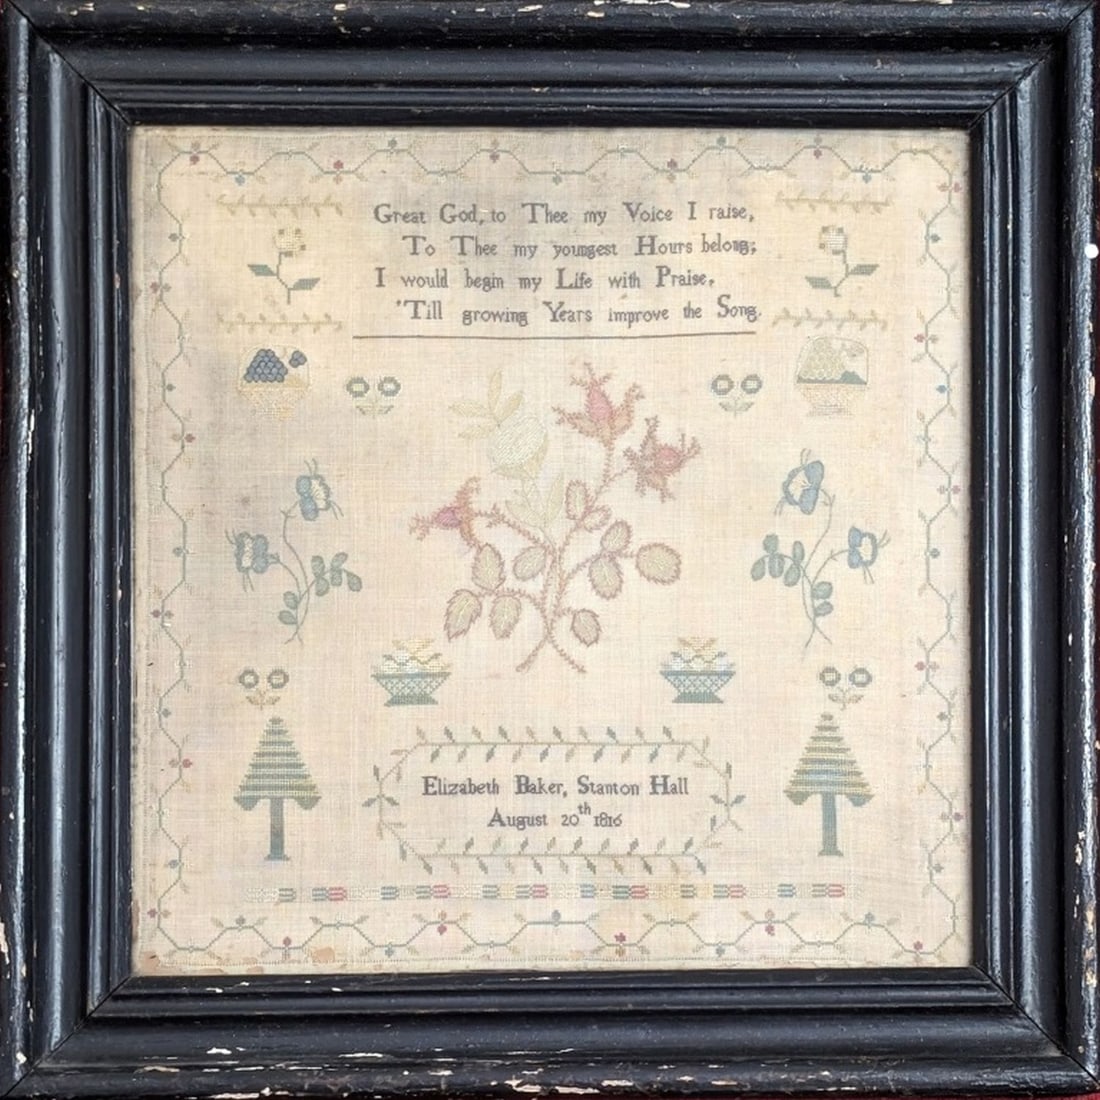 Great God, to Thee my Voice I raise,
To Thee my youngest Hours belong;
I would begin my Life with Praise,
'Till growing Years improve the Song.
Elizabeth Baker, Stanton Hall
August 20th 1816